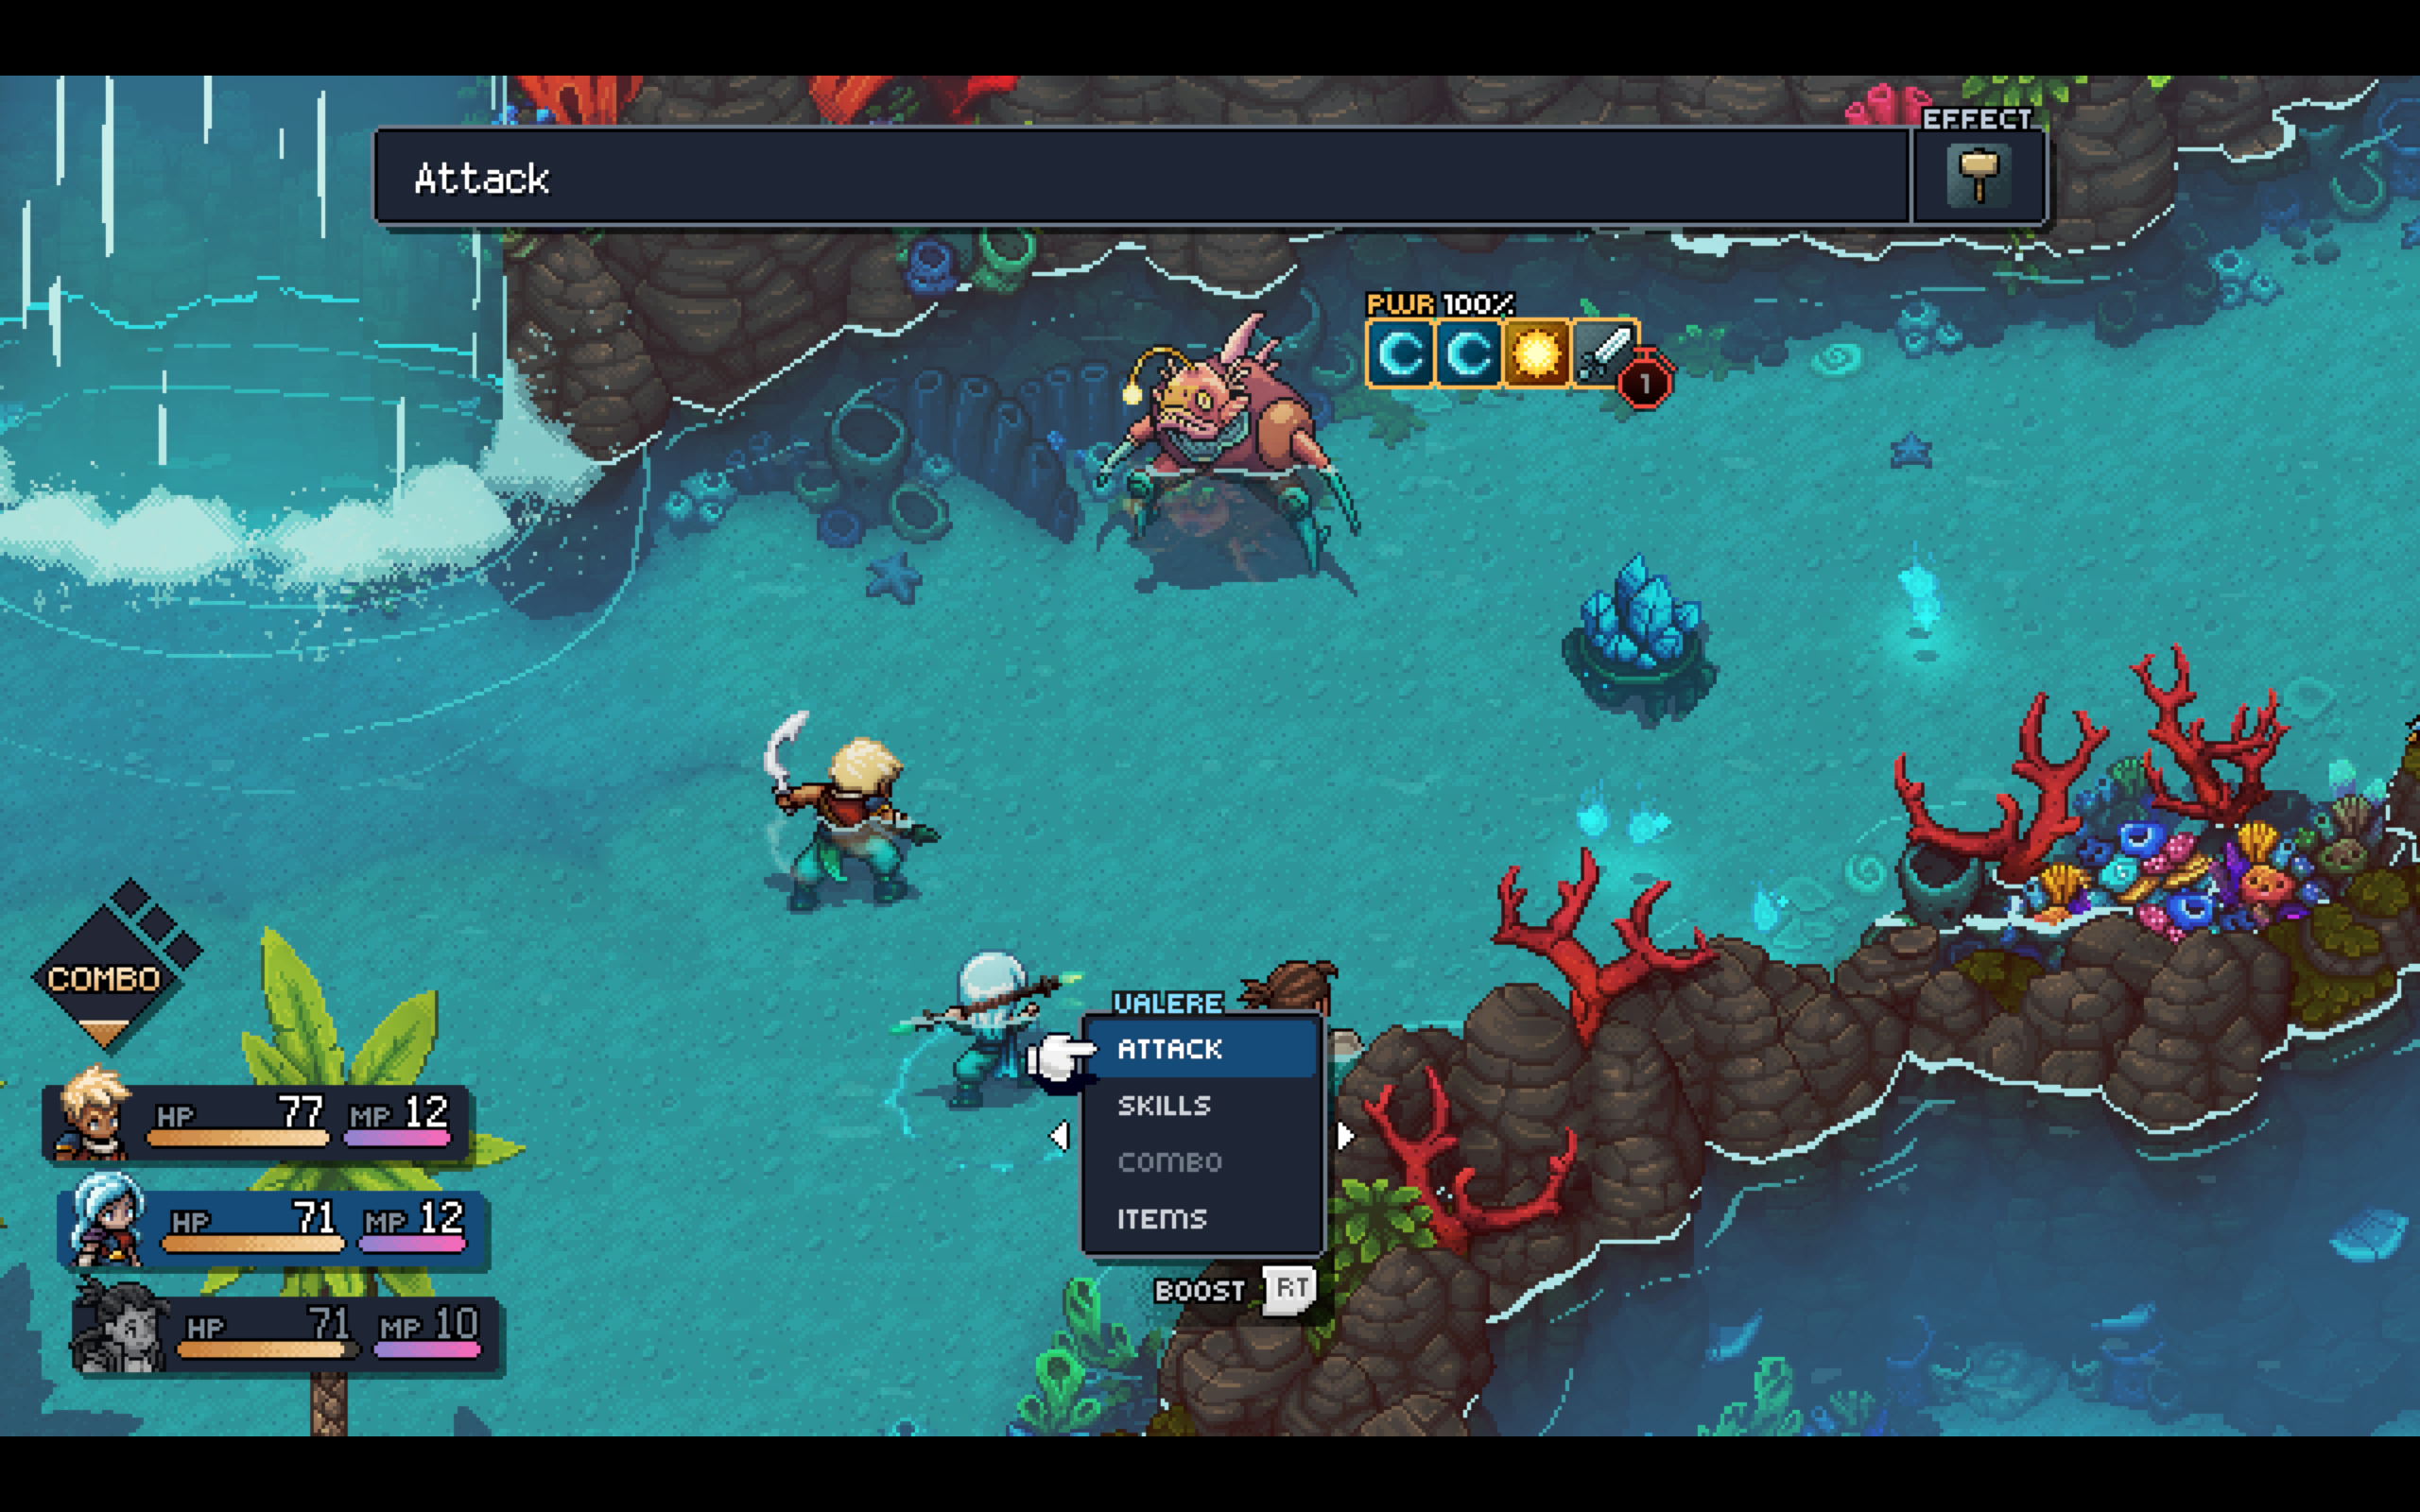 EFFECT
Attack
PWR 100%
1
COMBO
VALERE
ATTACK
SKILLS
COMBO
ITEMS
BOOST RT
HP 77 MP 12
HP 71 MP 12
HP 71 MP 10